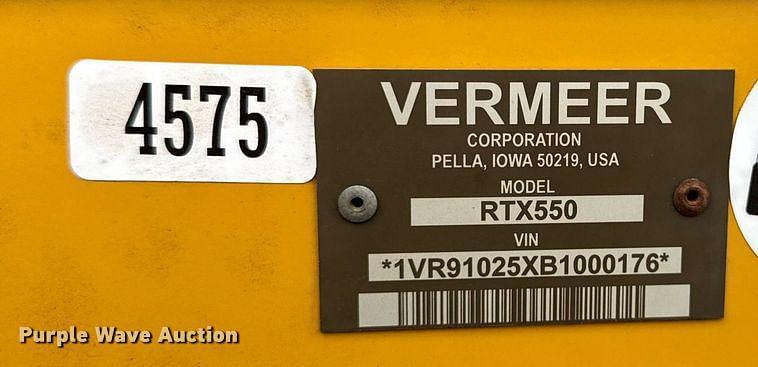 4575
VERMEER
CORPORATION
PELLA, IOWA 50219, USA
MODEL
RTX550
VIN
*1VR91025XB1000176*
Purple Wave Auction